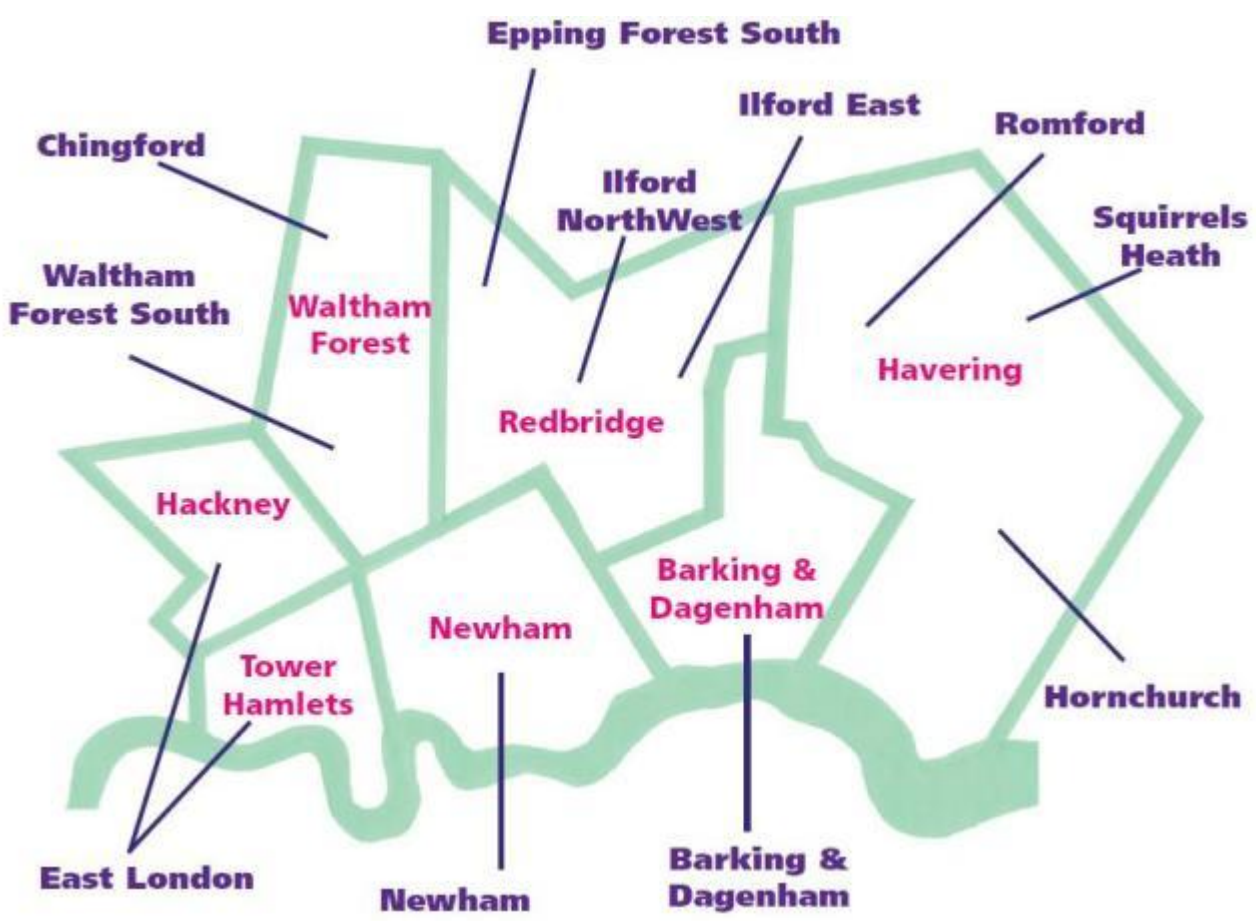 Epping Forest South
Ilford East
Romford
Chingford
Ilford
NorthWest
Squirrels
Heath
Waltham
Forest South
Waltham
Forest
Havering
Redbridge
Hackney
Barking &
Dagenham
Newham
Tower
Hamlets
Hornchurch
East London
Newham
Barking &
Dagenham